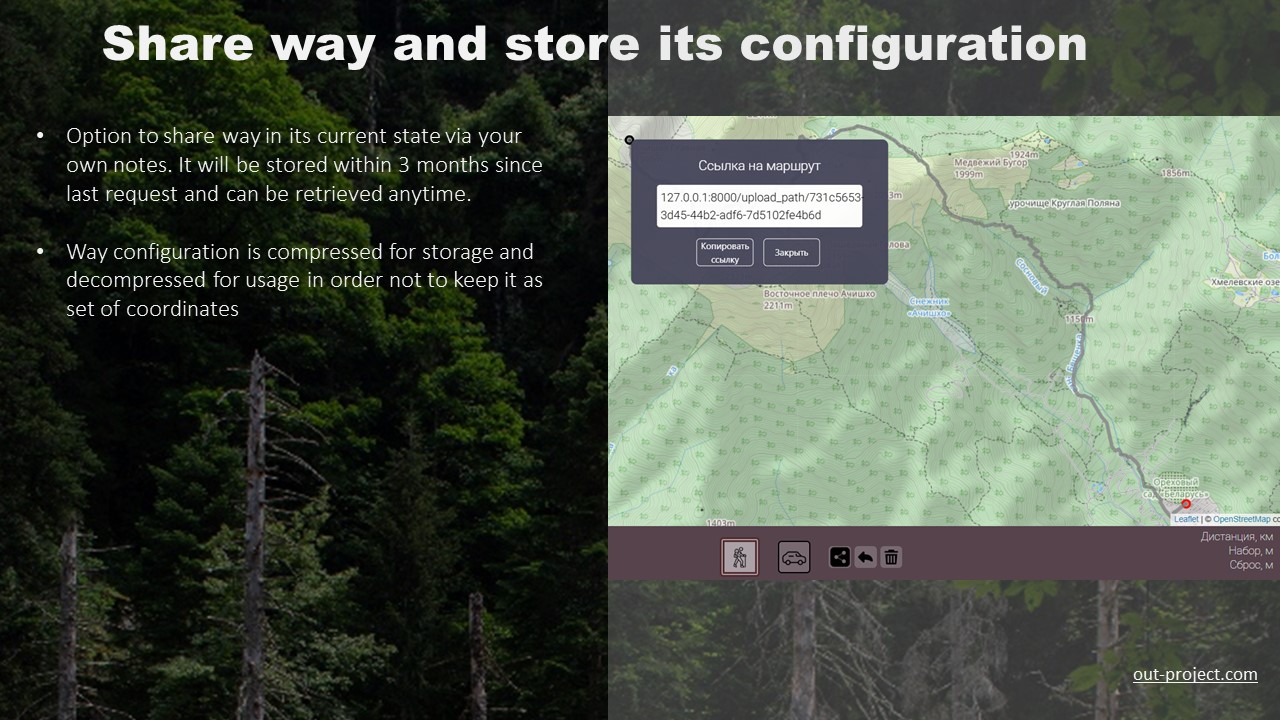 Share way and store its configuration
• Option to share way in its current state via your
own notes. It will be stored within 3 months since
last request and can be retrieved anytime.
• Way configuration is compressed for storage and
decompressed for usage in order not to keep it as
set of coordinates
Ссылка на маршрут
127.0.0.1:8000/upload_path/731c5653-
3d45-44b2-adf6-7d5102fe4b6d
Копировать
ссылку
Закрыть
Медвежий Бугор
1999m
1924m
1856m
урочище Круглая Поляна
Сосновый
Восточное плечо Ачишхо
2211m
Снежник
«Ачишхо»
Хмелевские озе
1403m
Ореховый
сад «Беларусь»
Leaflet | © OpenStreetMap co
Дистанция, км
Набор, м
Сброс, м
out-project.com